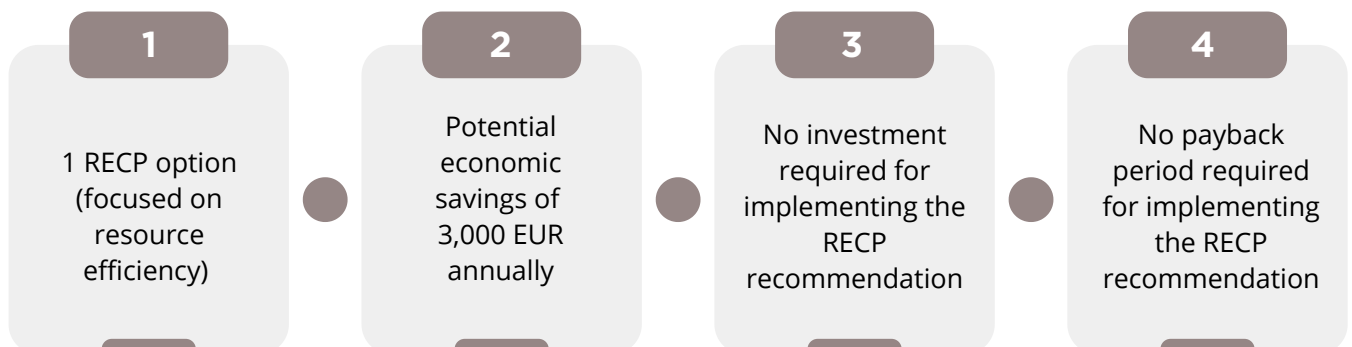 1
1 RECP option
(focused on
resource
efficiency)
2
Potential
economic
savings of
3,000 EUR
annually
3
No investment
required for
implementing the
RECP
recommendation
4
No payback
period required
for implementing
the RECP
recommendation